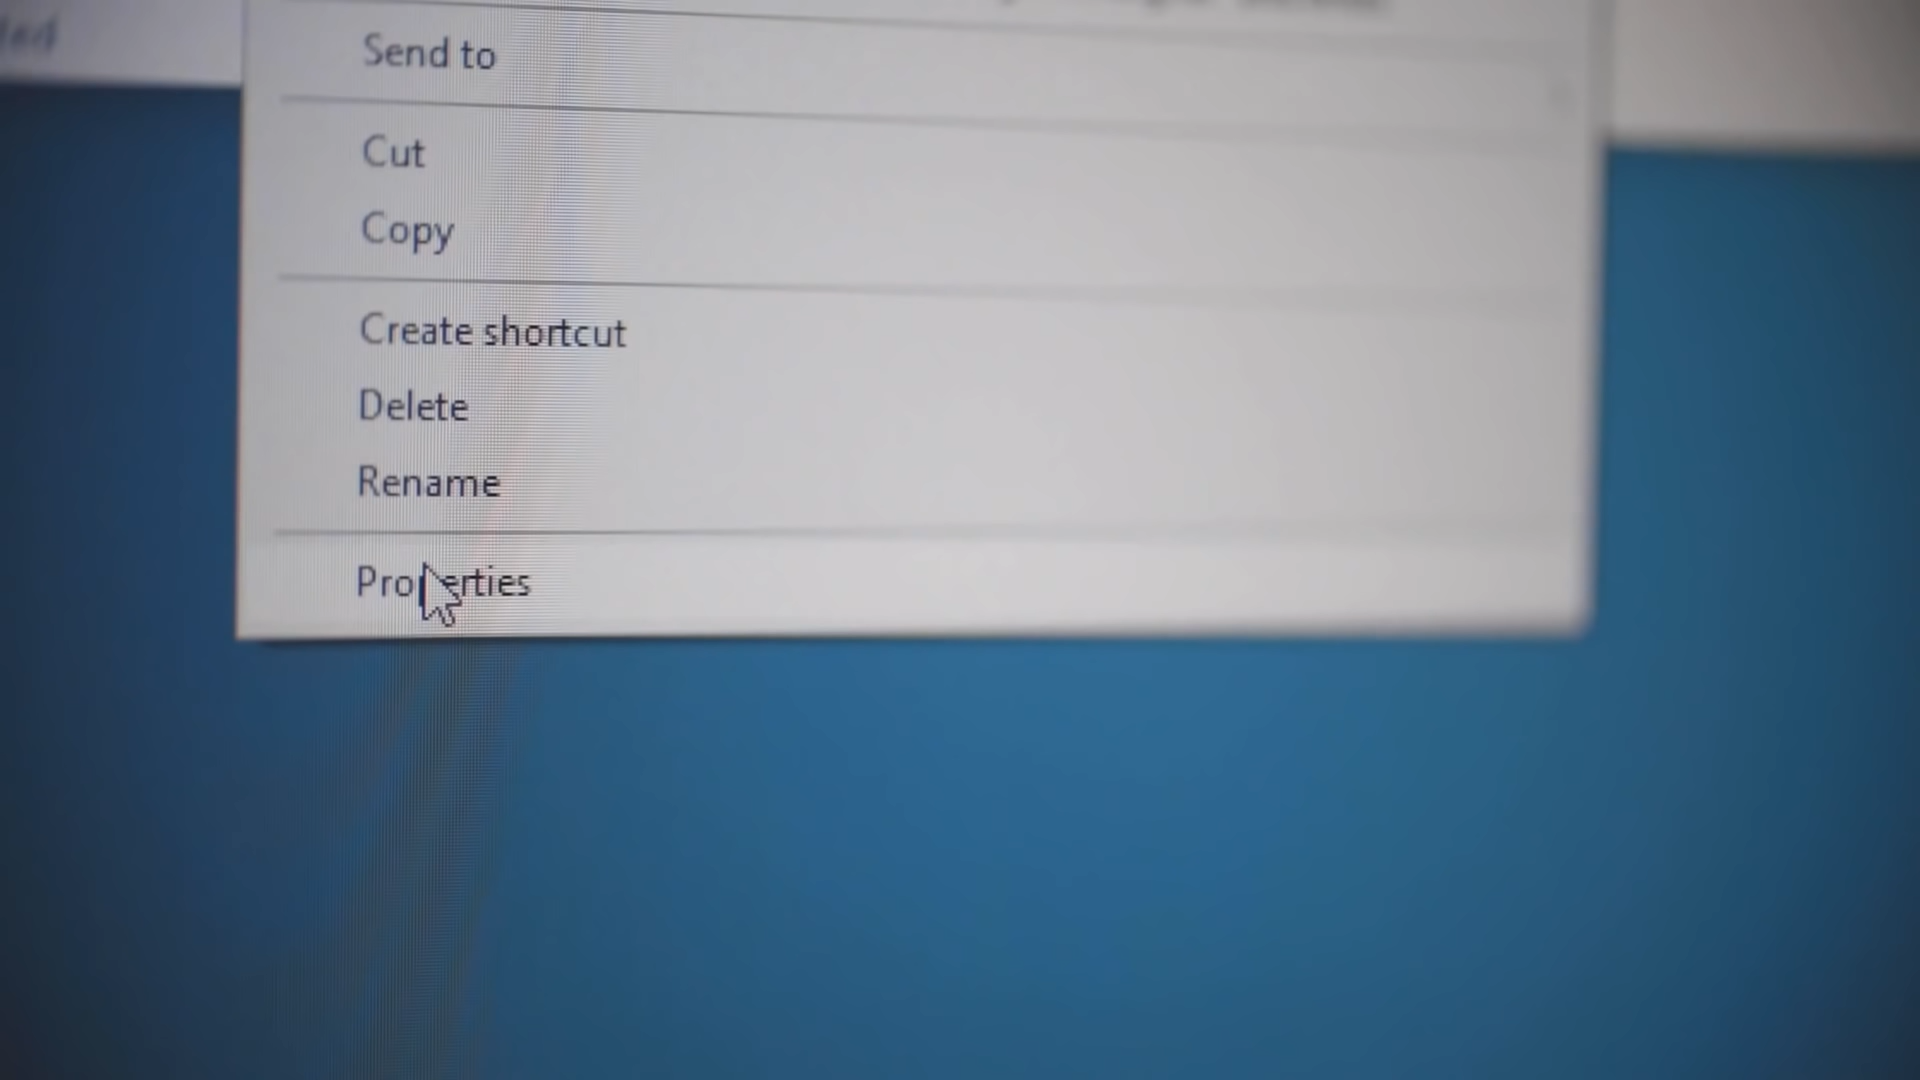 Send to
Cut
Copy
Create shortcut
Delete
Rename
Properties